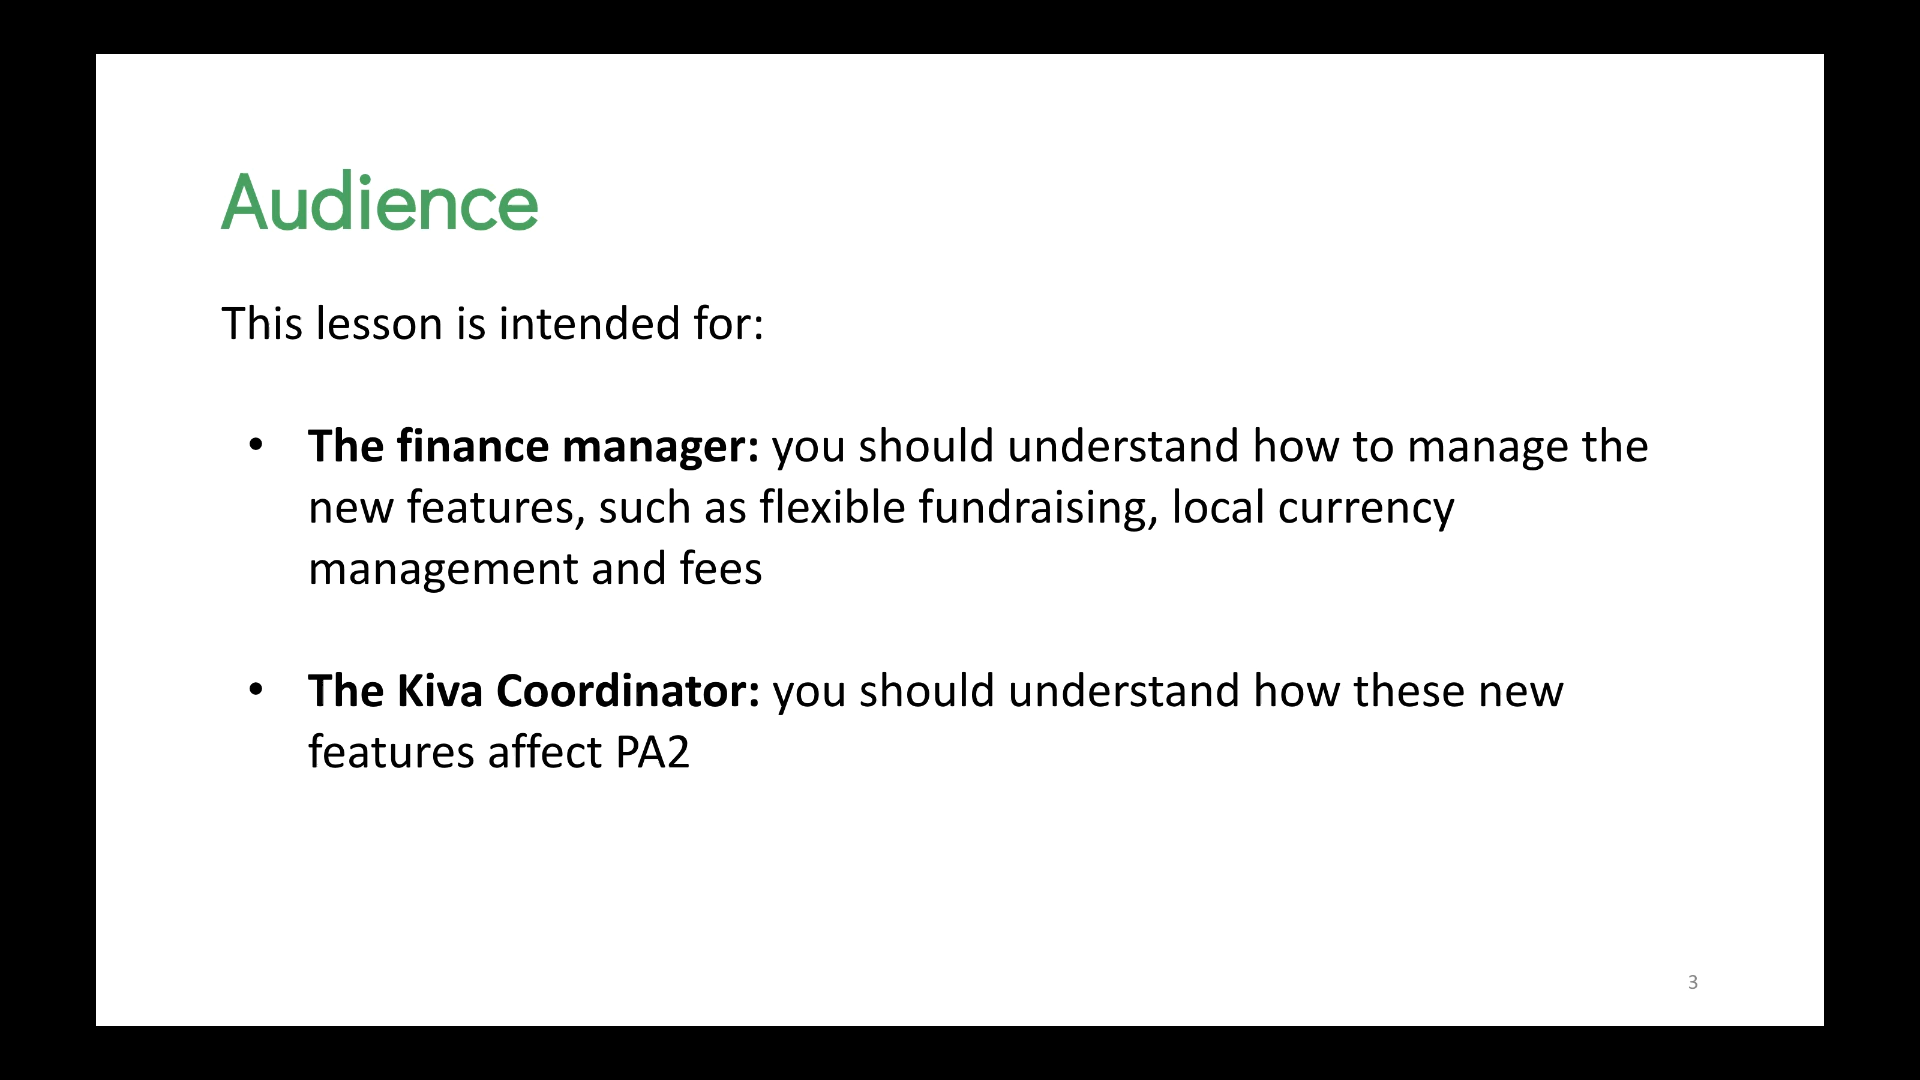 Audience
This lesson is intended for:
• The finance manager: you should understand how to manage the
new features, such as flexible fundraising, local currency
management and fees
• The Kiva Coordinator: you should understand how these new
features affect PA2
3